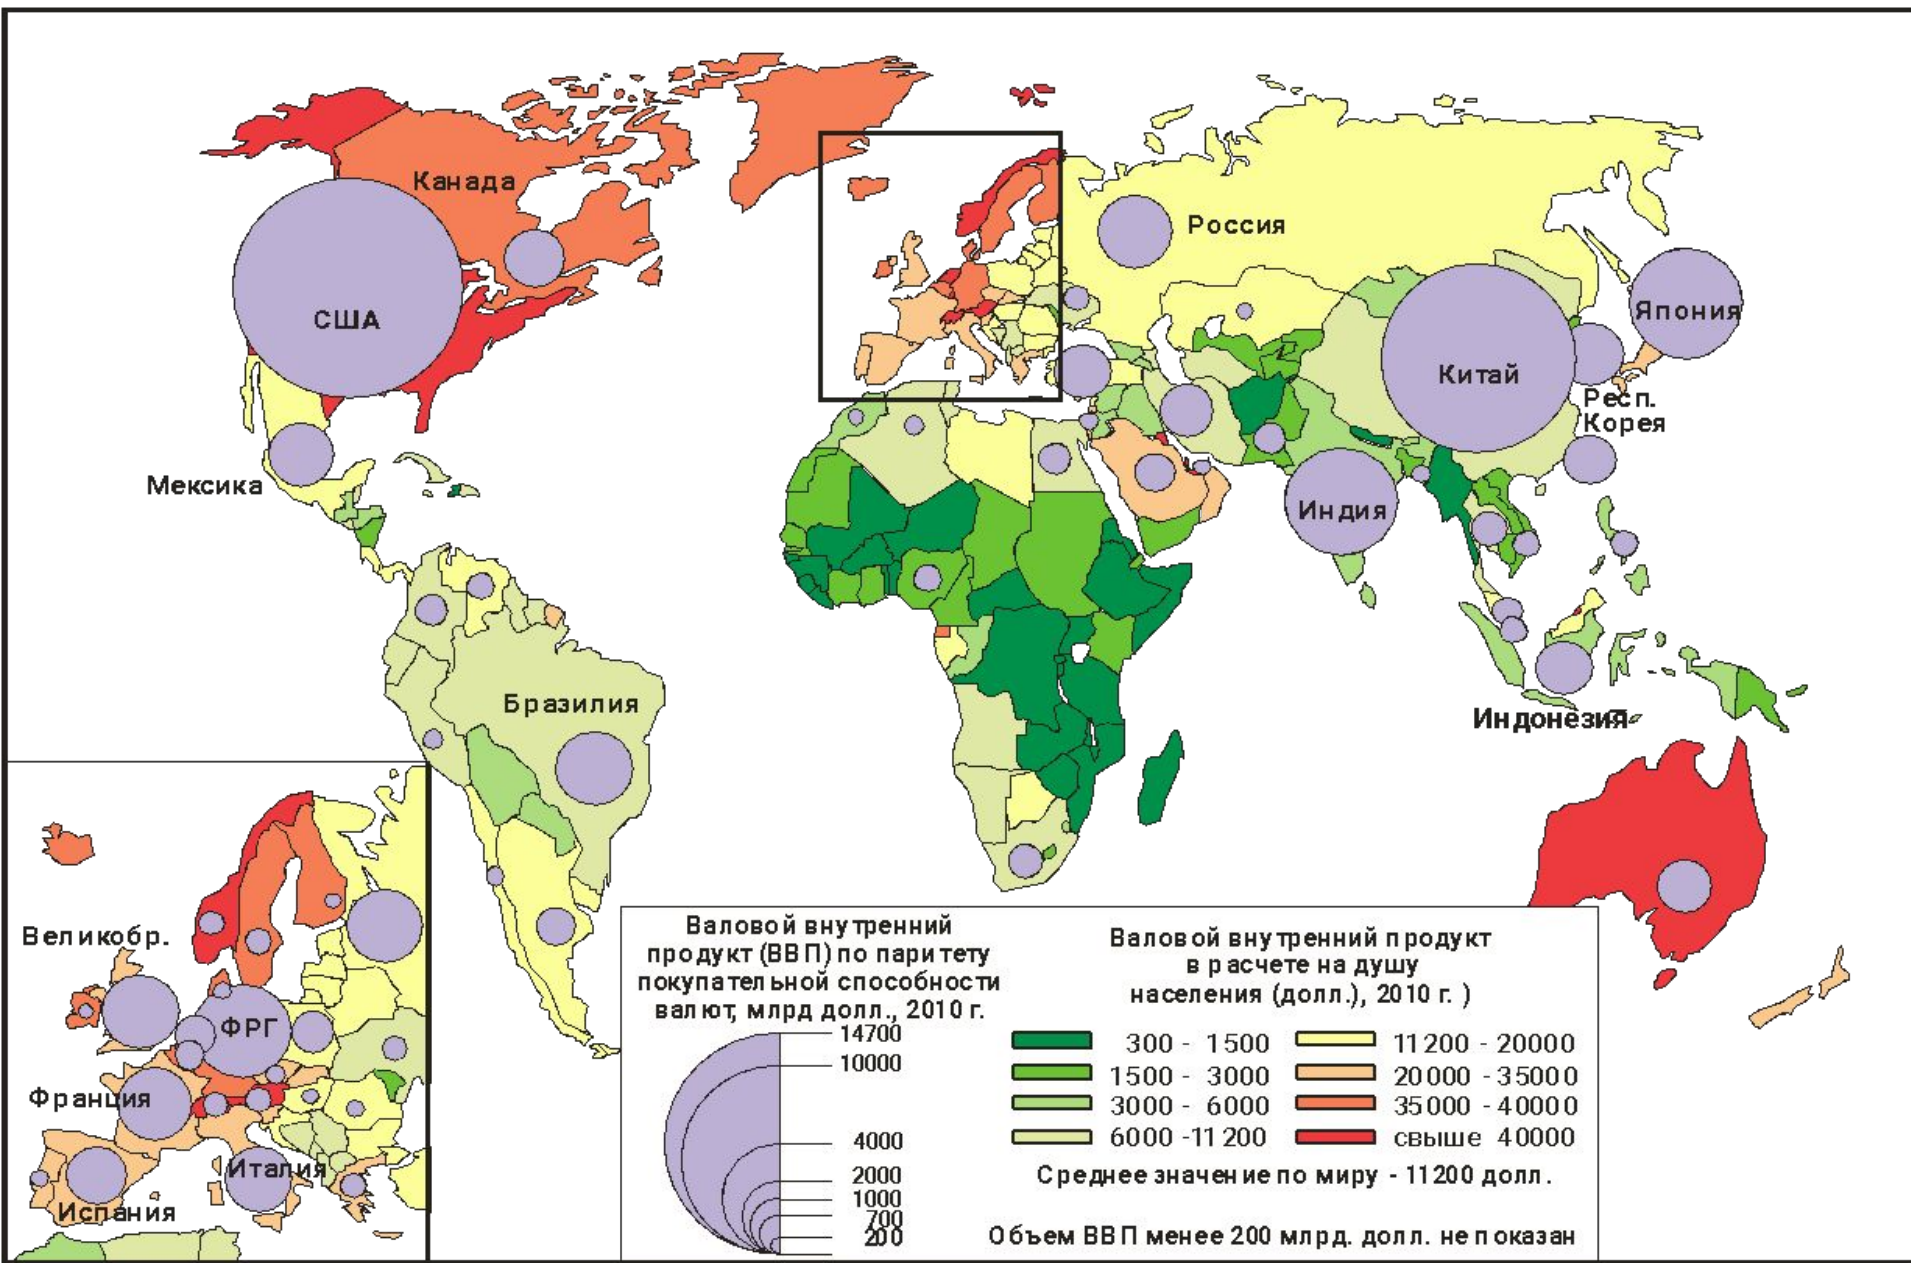 Канада
США
Мексика
Бразилия
Россия
Китай
Япония
Респ.
Корея
Индия
Индонезия
Великобр.
ФРГ
Франция
Италия
Испания
Валовой внутренний
продукт (ВВП) по паритету
покупательной способности
валют, млрд долл., 2010 г.
14700
10000
4000
2000
1000
700
200
Валовой внутренний продукт
в расчете на душу
населения (долл.), 2010 г. )
300 - 1500
1500 - 3000
3000 - 6000
6000 -11200
11200 - 20000
20000 -35000
35000 -40000
свыше 40000
Среднее значение по миру - 11200 долл.
Объем ВВП менее 200 млрд. долл. не показан